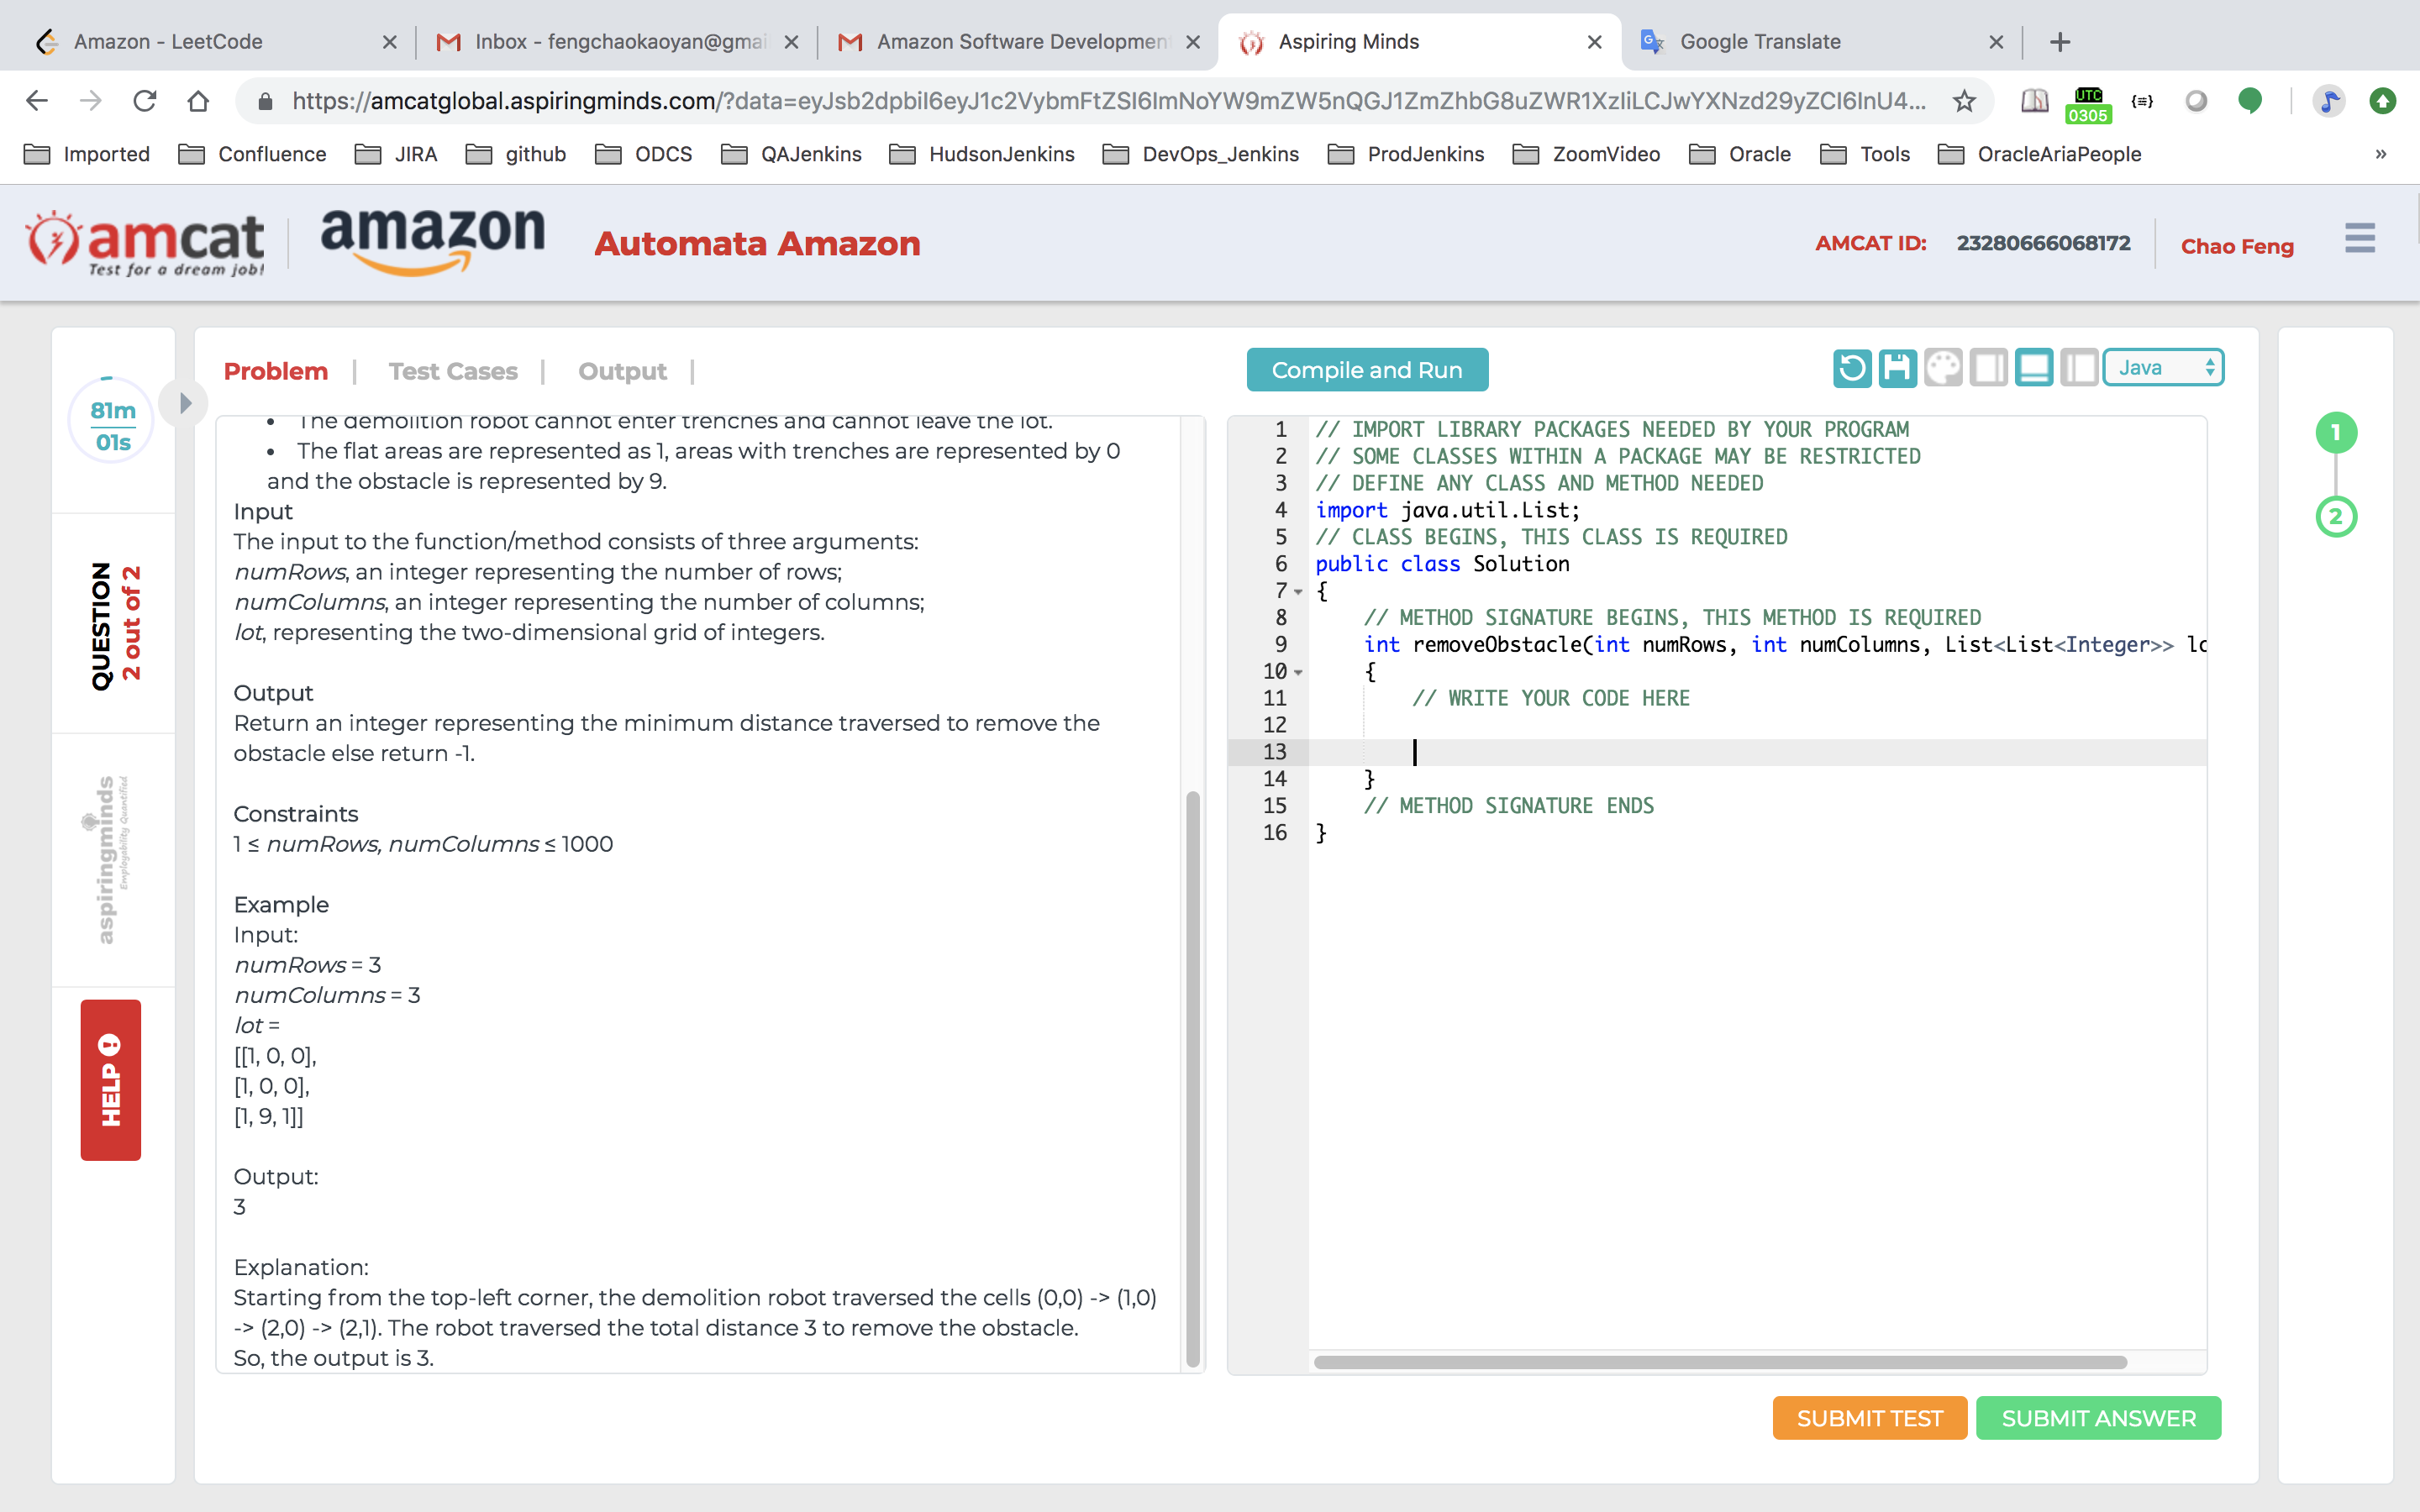 Amazon - LeetCode
Inbox - fengchaokaoyan@gmai
Amazon Software Developmen
Aspiring Minds
Google Translate
https://amcatglobal.aspiringminds.com/?data=eyJsb2dpbiI6eyJ1c2VybmFtZSI6ImNoYW9mZW5nQGJ1ZmZhbG8uZWR1XzIiLCJwYXNzd29yZCI6InU4...
UTC
0305
Imported
Confluence
JIRA
github
ODCS
QAJenkins
HudsonJenkins
DevOps_Jenkins
ProdJenkins
ZoomVideo
Oracle
Tools
OracleAriaPeople
»
amcat
Test for a dream job!
amazon
Automata Amazon
AMCAT ID: 23280666068172
Chao Feng
81m
01s
QUESTION
2 out of 2
aspiringminds
Employability Quantified
HELP
Problem | Test Cases | Output |
Compile and Run
Java
• The demolition robot cannot enter trenches and cannot leave the lot.
• The flat areas are represented as 1, areas with trenches are represented by 0
and the obstacle is represented by 9.
Input
The input to the function/method consists of three arguments:
numRows, an integer representing the number of rows;
numColumns, an integer representing the number of columns;
lot, representing the two-dimensional grid of integers.
Output
Return an integer representing the minimum distance traversed to remove the
obstacle else return -1.
Constraints
1 ≤ numRows, numColumns ≤ 1000
Example
Input:
numRows = 3
numColumns = 3
lot =
[[1, 0, 0],
[1, 0, 0],
[1, 9, 1]]
Output:
3
Explanation:
Starting from the top-left corner, the demolition robot traversed the cells (0,0) -> (1,0)
-> (2,0) -> (2,1). The robot traversed the total distance 3 to remove the obstacle.
So, the output is 3.
1 // IMPORT LIBRARY PACKAGES NEEDED BY YOUR PROGRAM
2 // SOME CLASSES WITHIN A PACKAGE MAY BE RESTRICTED
3 // DEFINE ANY CLASS AND METHOD NEEDED
4 import java.util.List;
5 // CLASS BEGINS, THIS CLASS IS REQUIRED
6 public class Solution
7 {
8 // METHOD SIGNATURE BEGINS, THIS METHOD IS REQUIRED
9 int removeObstacle(int numRows, int numColumns, List<List<Integer>> lo
10 {
11 // WRITE YOUR CODE HERE
12
13
14 }
15 // METHOD SIGNATURE ENDS
16 }
1
2
SUBMIT TEST
SUBMIT ANSWER